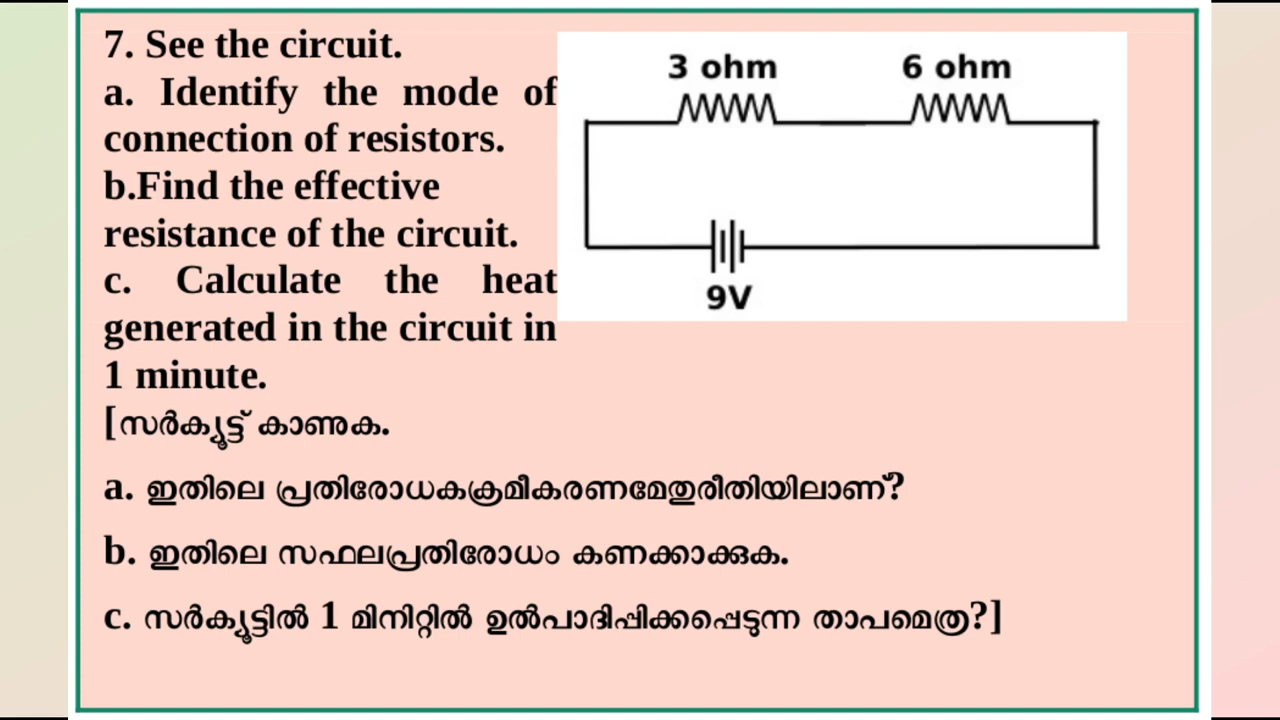 7. See the circuit.
a. Identify the mode of
connection of resistors.
b.Find the effective
resistance of the circuit.
c. Calculate the heat
generated in the circuit in
1 minute.
3 ohm 6 ohm
9V
[സർക്യൂട്ട് കാണുക.
a. ഇതിലെ പ്രതിരോധകക്രമീകരണമേതുരീതിയിലാണ്?
b. ഇതിലെ സഫലപ്രതിരോധം കണക്കാക്കുക.
c. സർക്യൂട്ടിൽ 1 മിനിറ്റിൽ ഉൽപാദിപ്പിക്കപ്പെടുന്ന താപമെത്ര?]